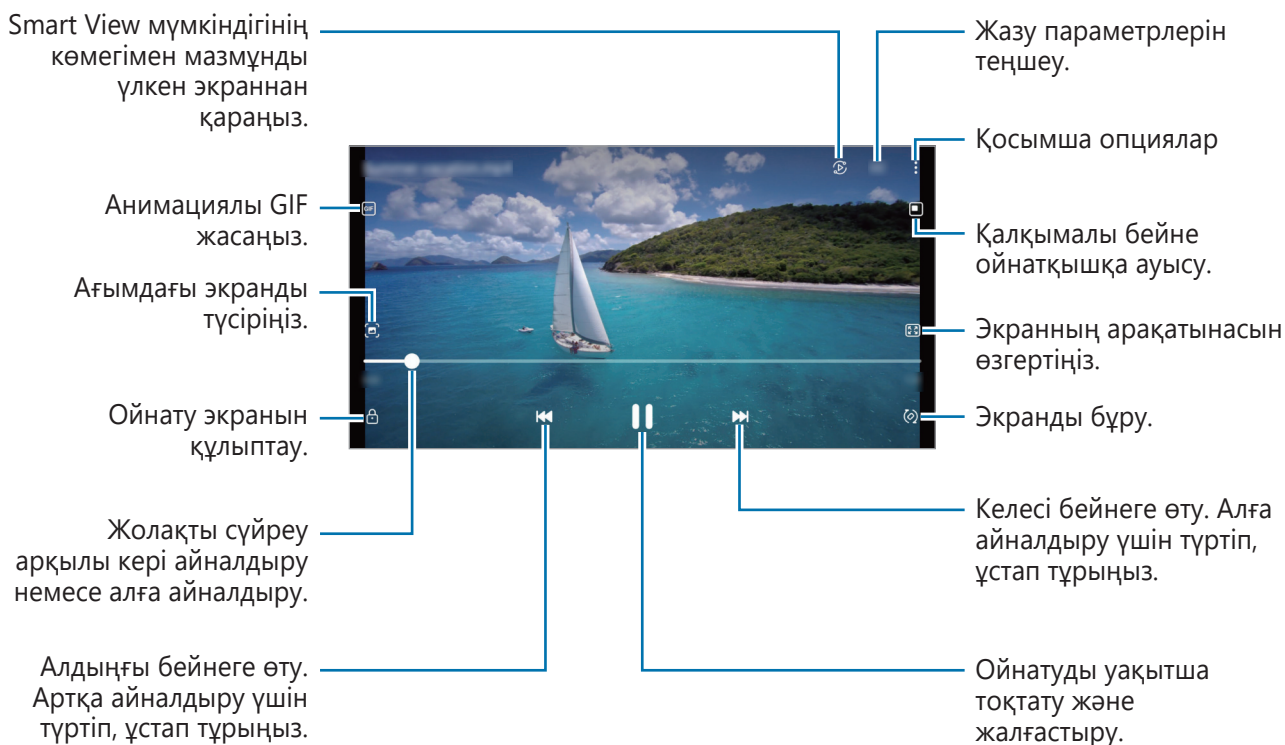 Smart View мүмкіндігінің
көмегімен мазмұнды
үлкен экраннан
қараңыз.
Анимациялы GIF
жасаңыз.
Ағымдағы экранды
түсіріңіз.
Ойнату экранын
құлыптау.
Жолақты сүйреу
арқылы кері айналдыру
немесе алға айналдыру.
Алдыңғы бейнеге өту.
Артқа айналдыру үшін
түртіп, ұстап тұрыңыз.
GIF
Жазу параметрлерін
теңшеу.
Қосымша опциялар
Қалқымалы бейне
ойнатқышқа ауысу.
Экранның арақатынасын
өзгертіңіз.
Экранды бұру.
Келесі бейнеге өту. Алға
айналдыру үшін түртіп,
ұстап тұрыңыз.
Ойнатуды уақытша
тоқтату және
жалғастыру.